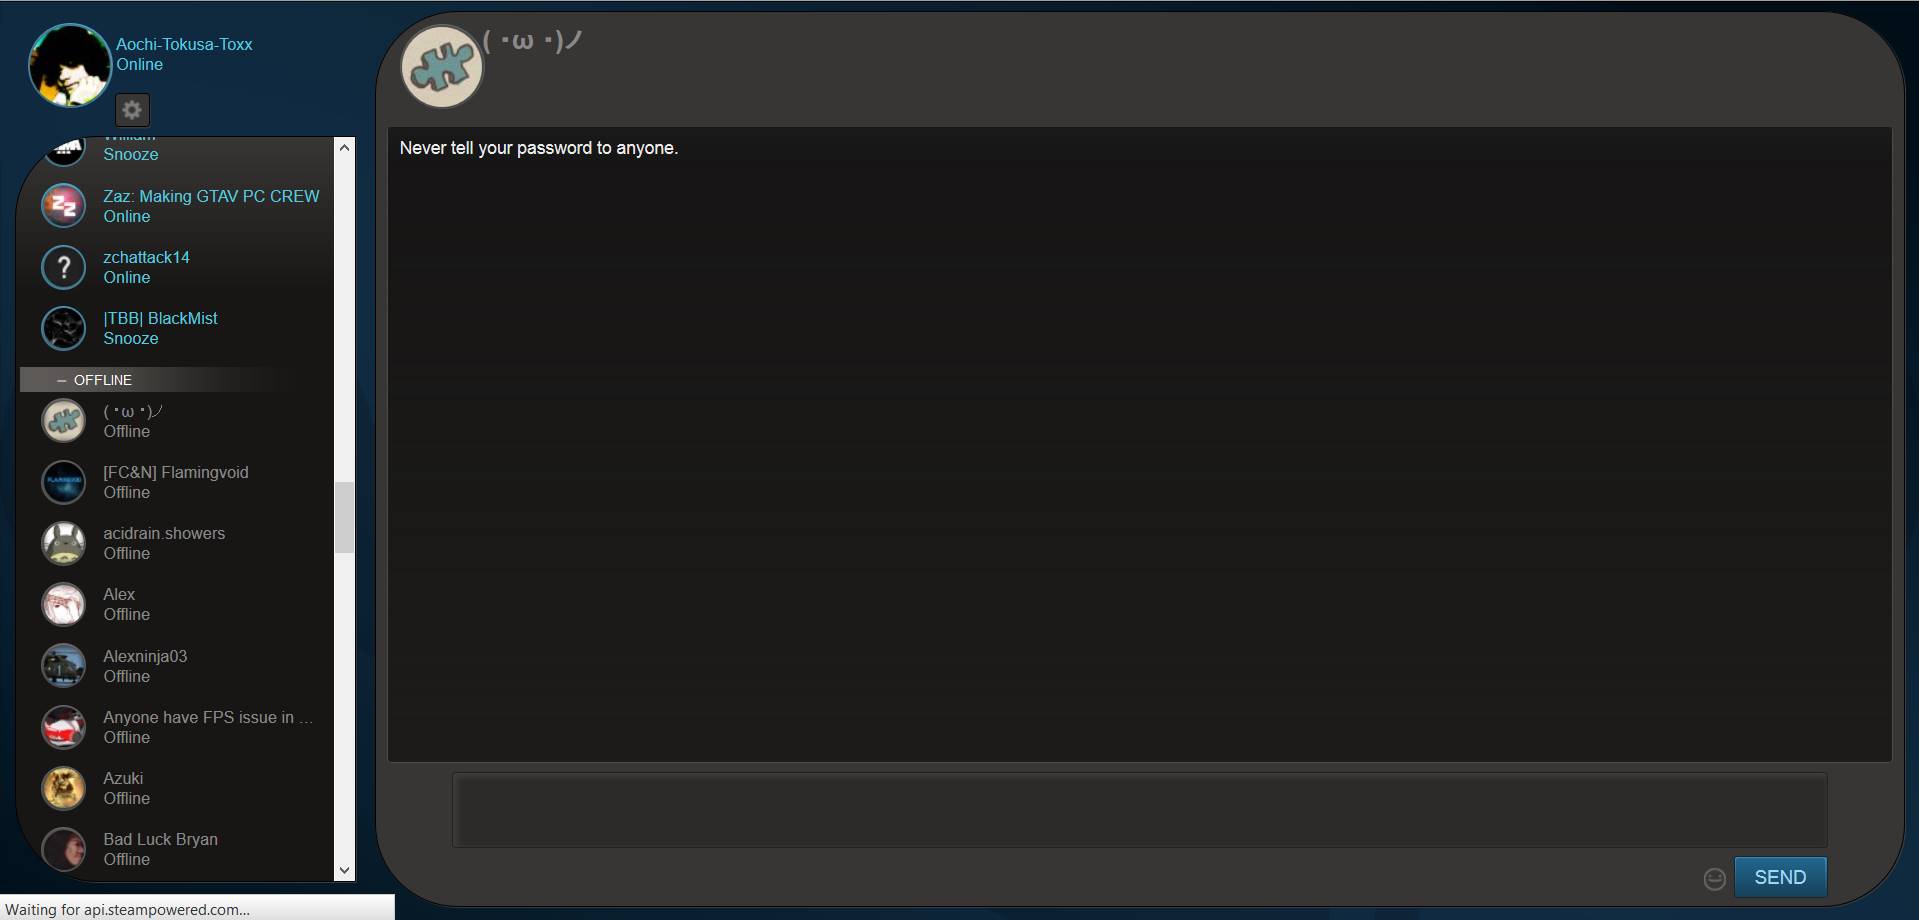 Aochi-Tokusa-Toxx
Online
William
Snooze
Zaz: Making GTAV PC CREW
Online
zchattack14
Online
|TBB| BlackMist
Snooze
– OFFLINE
( ･ω ･)ノ
Offline
[FC&N] Flamingvoid
Offline
acidrain.showers
Offline
Alex
Offline
Alexninja03
Offline
Anyone have FPS issue in ...
Offline
Azuki
Offline
Bad Luck Bryan
Offline
( ･ω ･)ノ
Never tell your password to anyone.
SEND
Waiting for api.steampowered.com...